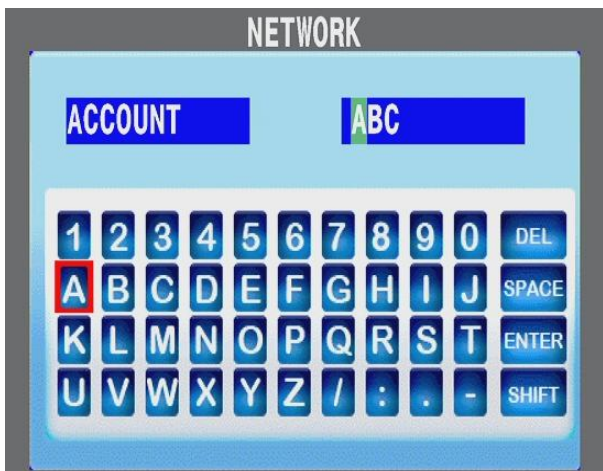 NETWORK
ACCOUNT ABC
1 2 3 4 5 6 7 8 9 0 DEL
A B C D E F G H I J SPACE
K L M N O P Q R S T ENTER
U V W X Y Z / : . - SHIFT